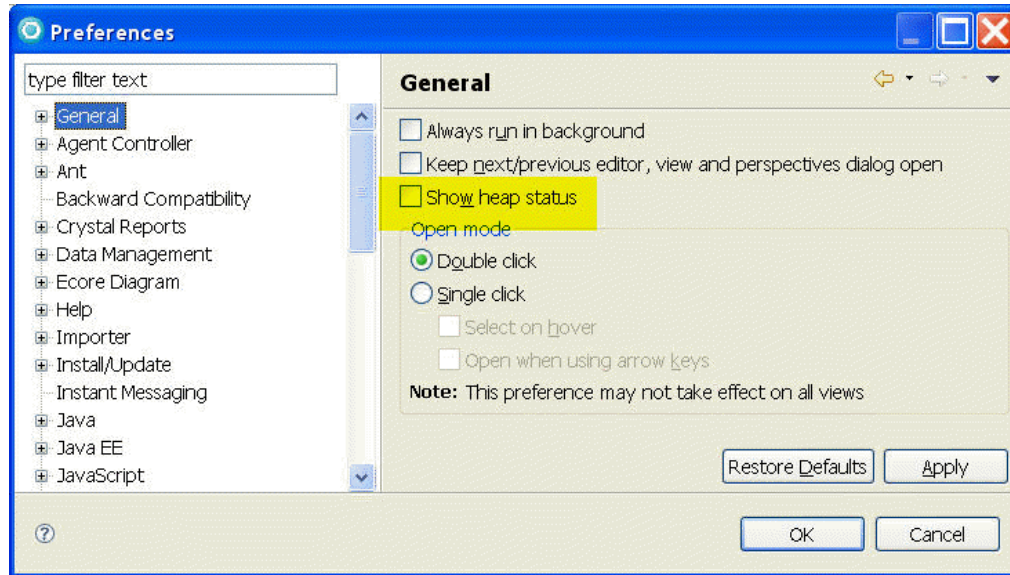 Preferences
type filter text
General
Agent Controller
Ant
Backward Compatibility
Crystal Reports
Data Management
Ecore Diagram
Help
Importer
Install/Update
Instant Messaging
Java
Java EE
JavaScript
General
Always run in background
Keep next/previous editor, view and perspectives dialog open
Show heap status
Open mode
Double click
Single click
Select on hover
Open when using arrow keys
Note: This preference may not take effect on all views
Restore Defaults
Apply
OK
Cancel